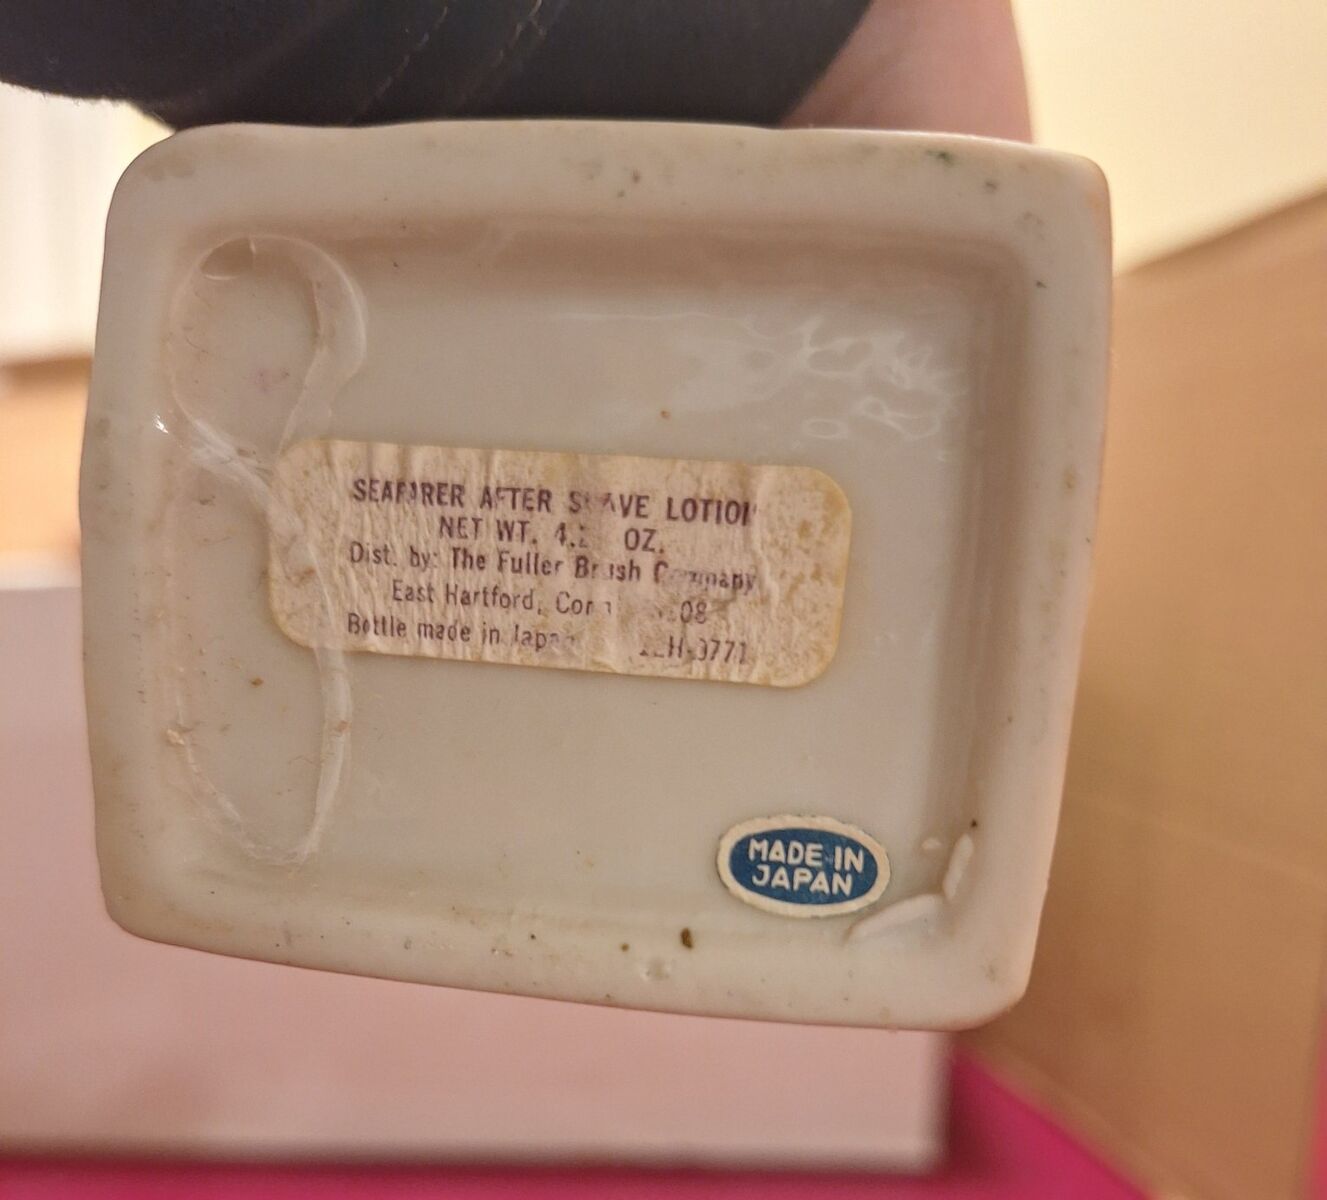 SEAFARER AFTER SHAVE LOTION
NET WT. OZ.
Dist. by: The Fuller Brush Company
East Hartford,
Bottle made in Japan
MADE IN
JAPAN